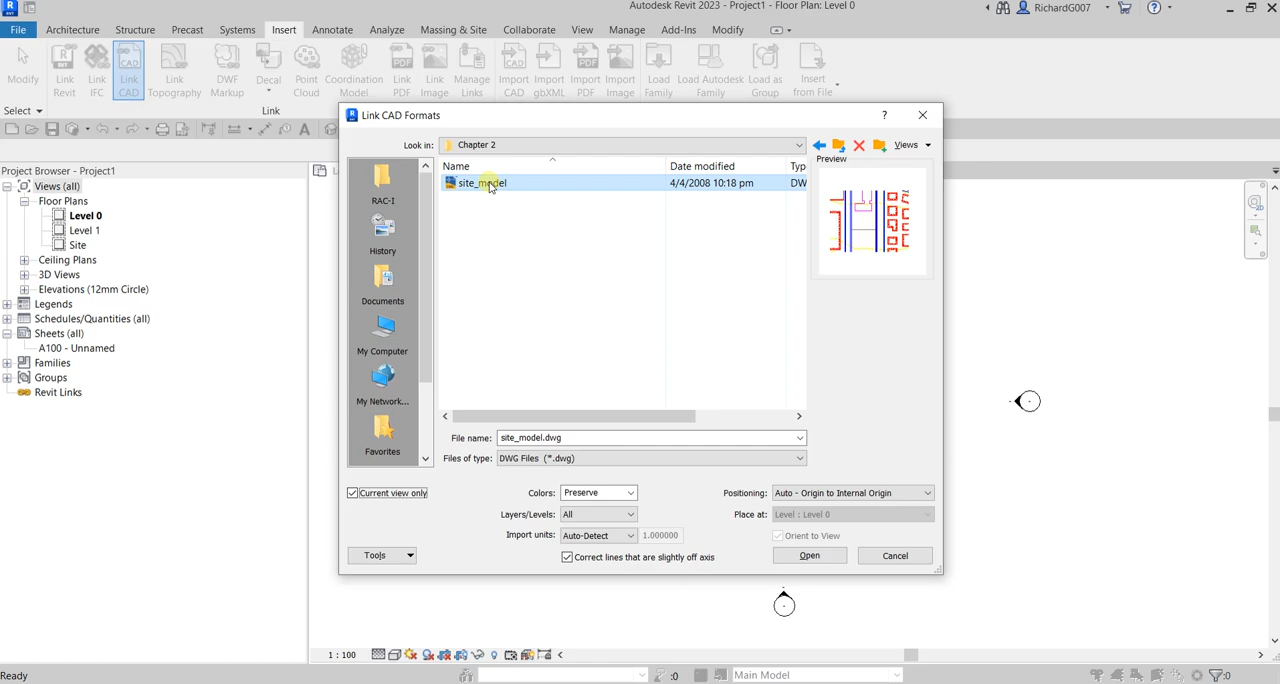 Autodesk Revit 2023 - Project1 - Floor Plan: Level 0
RichardG007
File Architecture Structure Precast Systems Insert Annotate Analyze Massing & Site Collaborate View Manage Add-Ins Modify
Modify Link Revit Link IFC Link CAD Link Topography DWF Markup Decal Point Cloud Coordination Model Link PDF Link Image Manage Links Import CAD Import gbXML Import PDF Import Image Load Family Load Autodesk Family Load as Group Insert from File
Select Link
Project Browser - Project1
Views (all)
Floor Plans
Level 0
Level 1
Site
Ceiling Plans
3D Views
Elevations (12mm Circle)
Legends
Schedules/Quantities (all)
Sheets (all)
A100 - Unnamed
Families
Groups
Revit Links
Link CAD Formats
Look in: Chapter 2 Views
Name Date modified Typ Preview
site_model 4/4/2008 10:18 pm DW
RAC-I
History
Documents
My Computer
My Network...
Favorites
File name: site_model.dwg
Files of type: DWG Files (*.dwg)
Current view only Colors: Preserve Positioning: Auto - Origin to Internal Origin
Layers/Levels: All Place at: Level : Level 0
Import units: Auto-Detect 1.000000 Orient to View
Tools Correct lines that are slightly off axis Open Cancel
1 : 100
Ready :0 Main Model :0